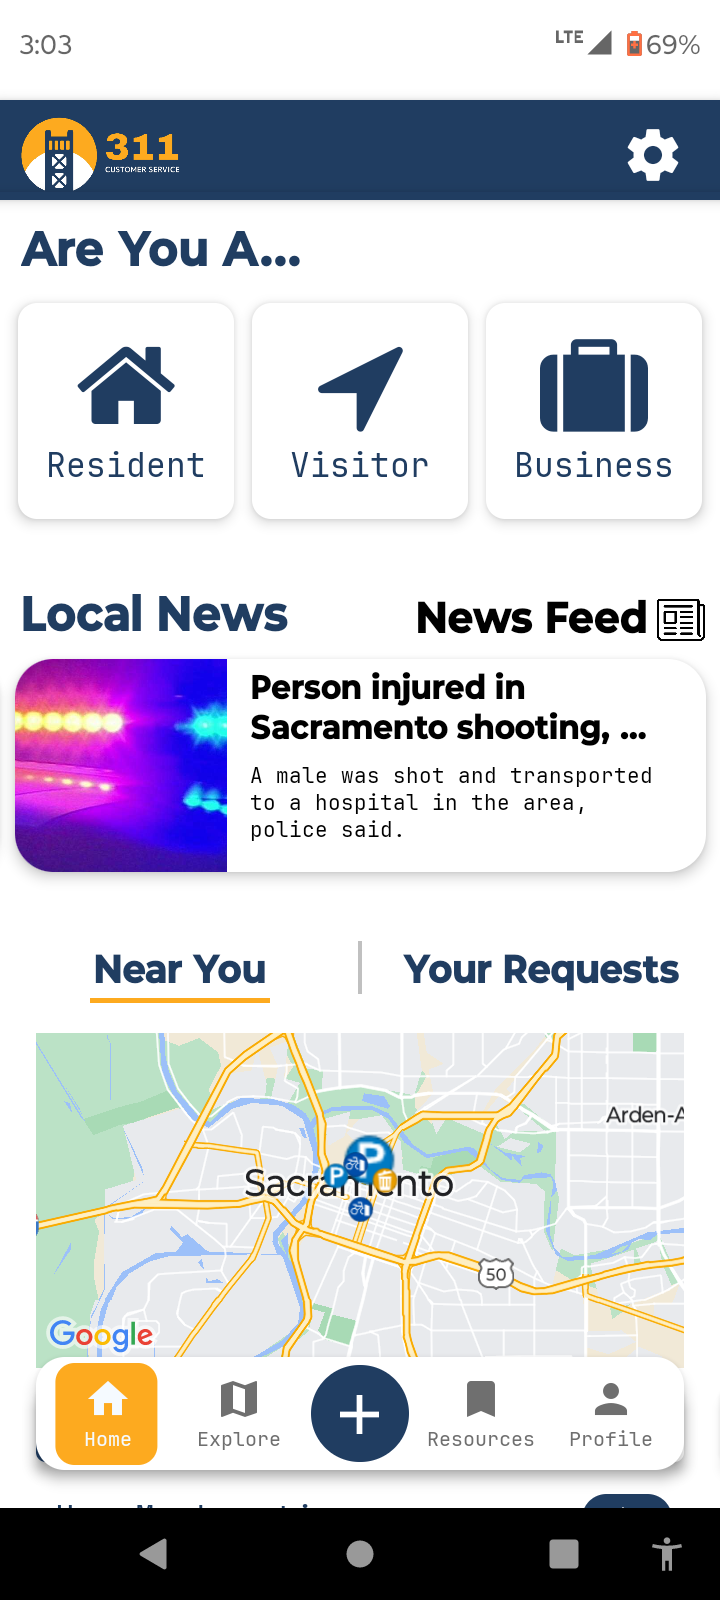 3:03
LTE
69%
311
CUSTOMER SERVICE
Are You A...
Resident
Visitor
Business
Local News
News Feed
Person injured in
Sacramento shooting, ...
A male was shot and transported
to a hospital in the area,
police said.
Near You
Your Requests
Arden-A
P
P
Sacramento
50
Google
Home
Explore
Resources
Profile